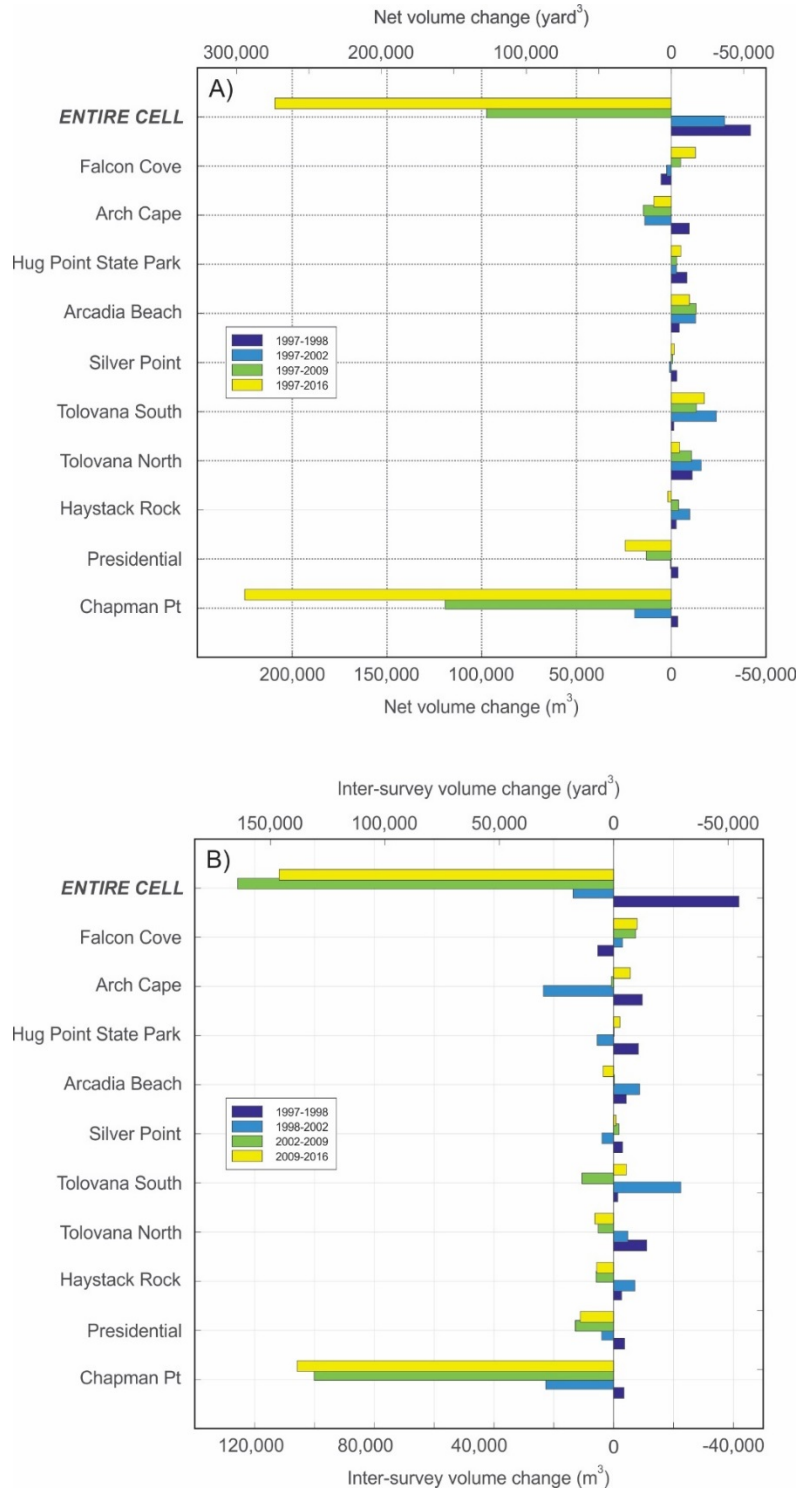 Net volume change (yard³)
300,000 200,000 100,000 0 -50,000
A)
ENTIRE CELL
Falcon Cove
Arch Cape
Hug Point State Park
Arcadia Beach
Silver Point
Tolovana South
Tolovana North
Haystack Rock
Presidential
Chapman Pt
1997-1998
1997-2002
1997-2009
1997-2016
200,000 150,000 100,000 50,000 0 -50,000
Net volume change (m³)
Inter-survey volume change (yard³)
150,000 100,000 50,000 0 -50,000
B)
ENTIRE CELL
Falcon Cove
Arch Cape
Hug Point State Park
Arcadia Beach
Silver Point
Tolovana South
Tolovana North
Haystack Rock
Presidential
Chapman Pt
1997-1998
1998-2002
2002-2009
2009-2016
120,000 80,000 40,000 0 -40,000
Inter-survey volume change (m³)